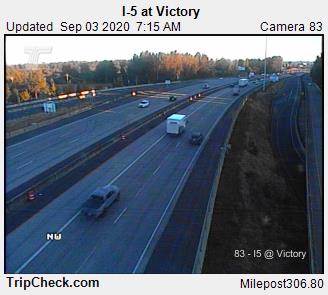 I-5 at Victory
Updated Sep 03 2020 7:15 AM Camera 83
NW
83 - I5 @ Victory
TripCheck.com Milepost306.80